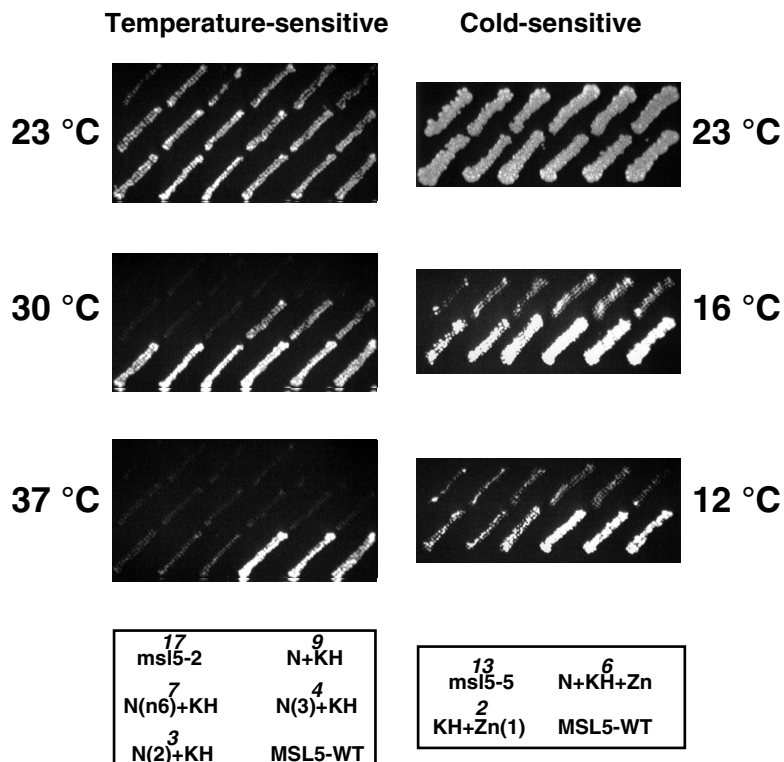 Temperature-sensitive Cold-sensitive
23 °C 23 °C
30 °C 16 °C
37 °C 12 °C
17 9
msl5-2 N+KH
7 4
N(n6)+KH N(3)+KH
3
N(2)+KH MSL5-WT
13 6
msl5-5 N+KH+Zn
2
KH+Zn(1) MSL5-WT